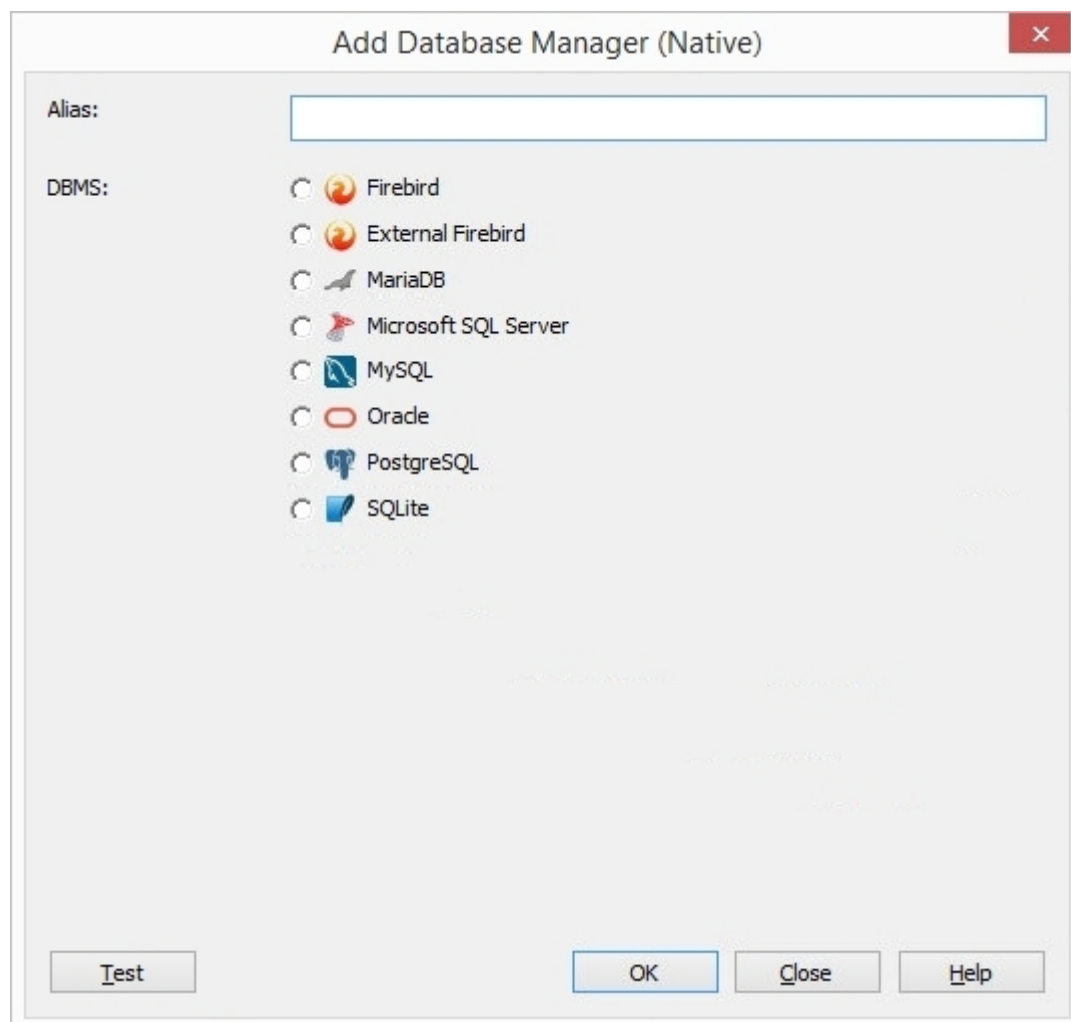 Add Database Manager (Native)
Alias:
DBMS:
Firebird
External Firebird
MariaDB
Microsoft SQL Server
MySQL
Oracle
PostgreSQL
SQLite
Test
OK
Close
Help